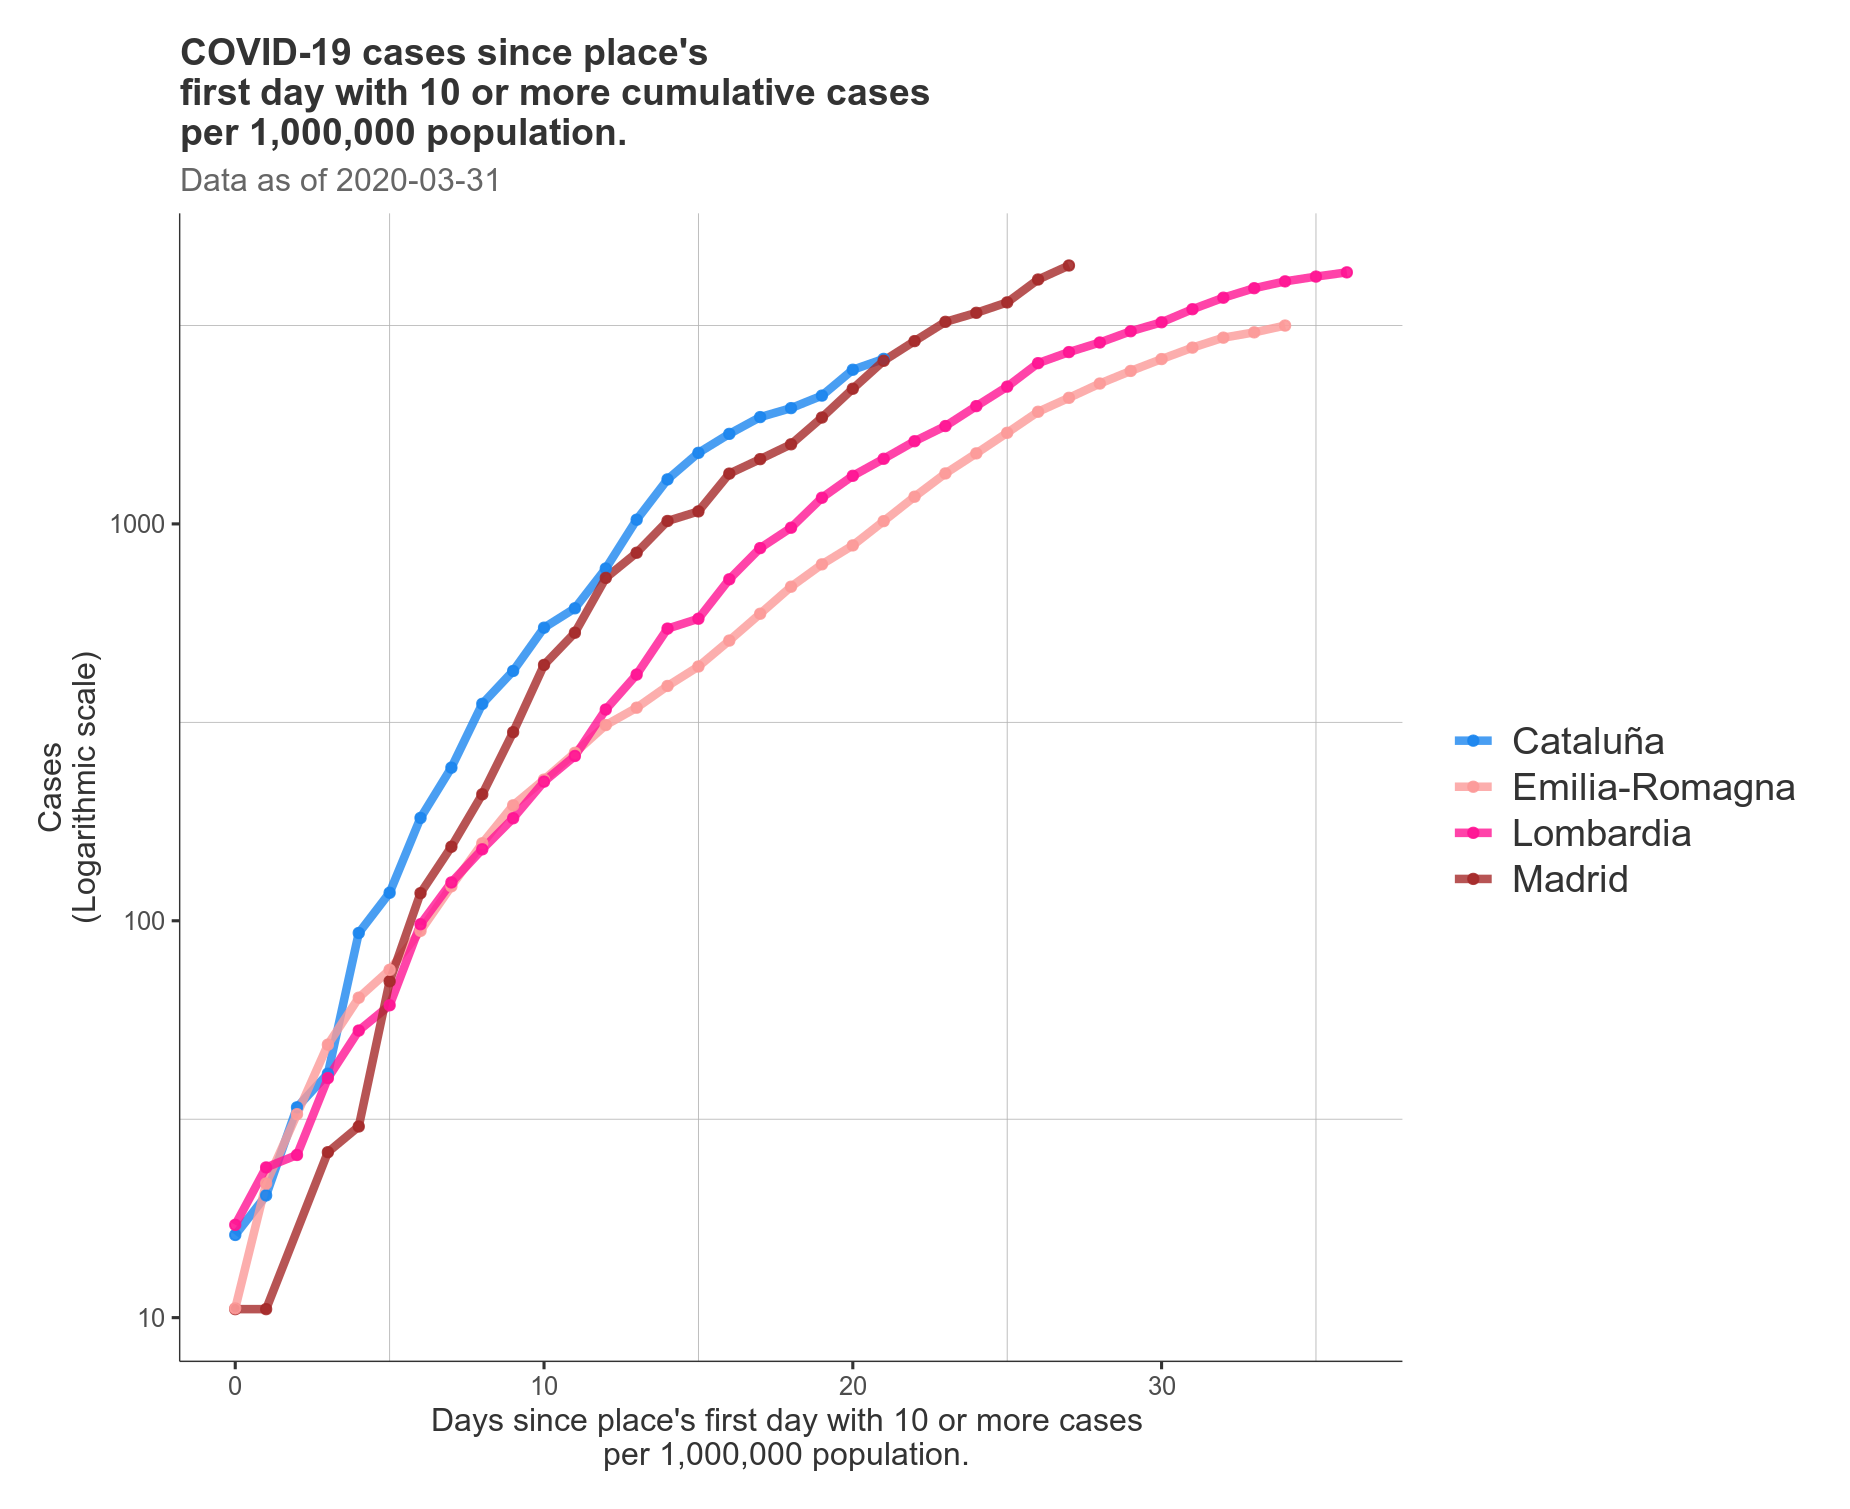 COVID-19 cases since place's
first day with 10 or more cumulative cases
per 1,000,000 population.
Data as of 2020-03-31
Cases
(Logarithmic scale)
1000
100
10
0
10
20
30
Days since place's first day with 10 or more cases
per 1,000,000 population.
Cataluña
Emilia-Romagna
Lombardia
Madrid